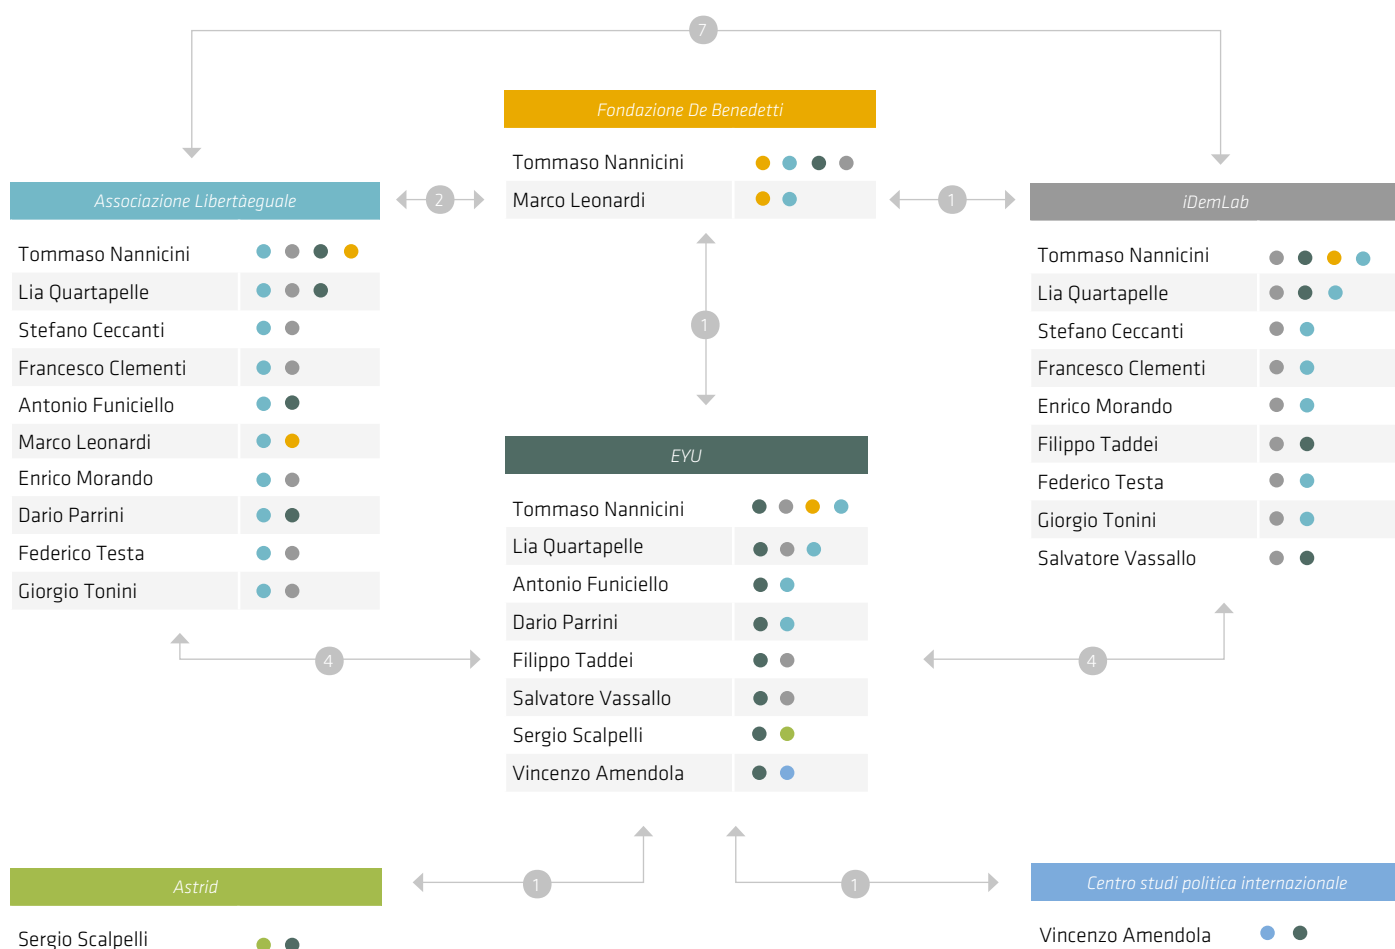 7
Fondazione De Benedetti
Tommaso Nannicini
Marco Leonardi
Associazione Libertàeguale
2
1
iDemLab
Tommaso Nannicini
Lia Quartapelle
Stefano Ceccanti
Francesco Clementi
Antonio Funiciello
Marco Leonardi
Enrico Morando
Dario Parrini
Federico Testa
Giorgio Tonini
1
Tommaso Nannicini
Lia Quartapelle
Stefano Ceccanti
Francesco Clementi
Enrico Morando
Filippo Taddei
Federico Testa
Giorgio Tonini
Salvatore Vassallo
EYU
Tommaso Nannicini
Lia Quartapelle
Antonio Funiciello
Dario Parrini
Filippo Taddei
Salvatore Vassallo
Sergio Scalpelli
Vincenzo Amendola
4
4
Astrid
1
1
Centro studi politica internazionale
Sergio Scalpelli
Vincenzo Amendola